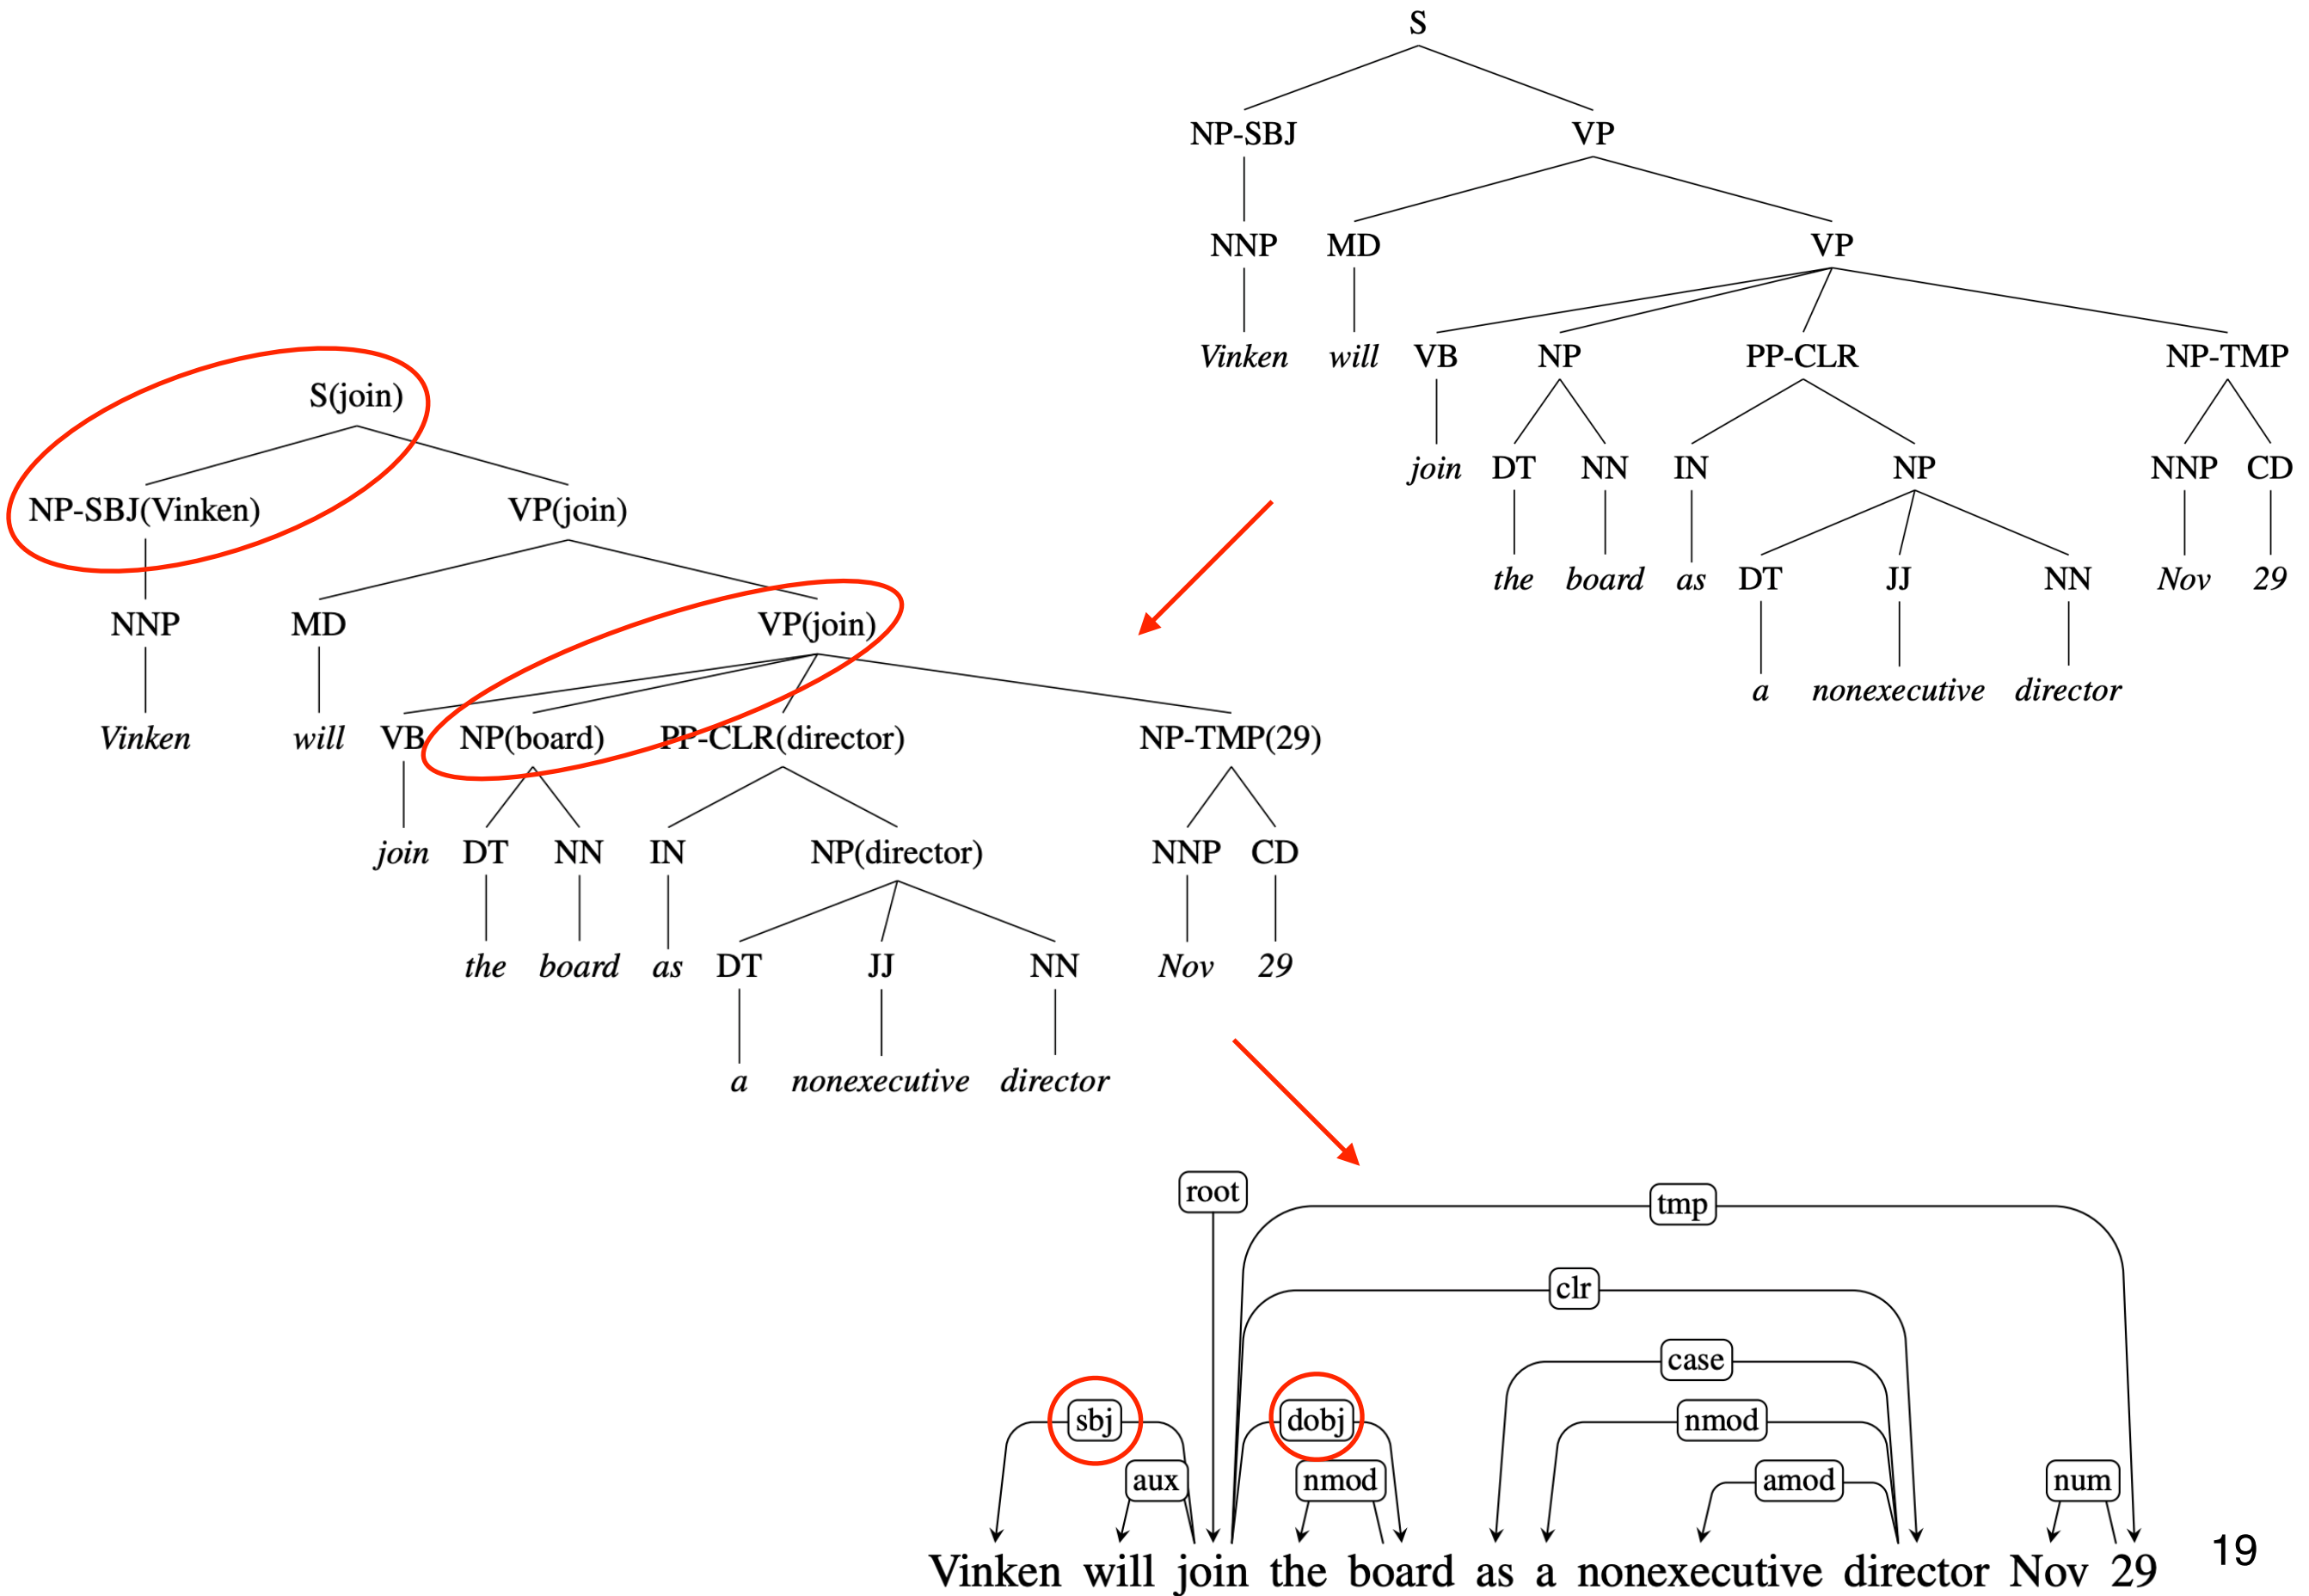 S
NP-SBJ VP
NNP MD VP
Vinken will VB NP PP-CLR NP-TMP
join DT NN IN NP NNP CD
the board as DT JJ NN Nov 29
a nonexecutive director
S(join)
NP-SBJ(Vinken) VP(join)
NNP MD VP(join)
Vinken will VB NP(board) PP-CLR(director) NP-TMP(29)
join DT NN IN NP(director) NNP CD
the board as DT JJ NN Nov 29
a nonexecutive director
root tmp
clr
case
sbj dobj nmod
aux nmod amod num
Vinken will join the board as a nonexecutive director Nov 29
19